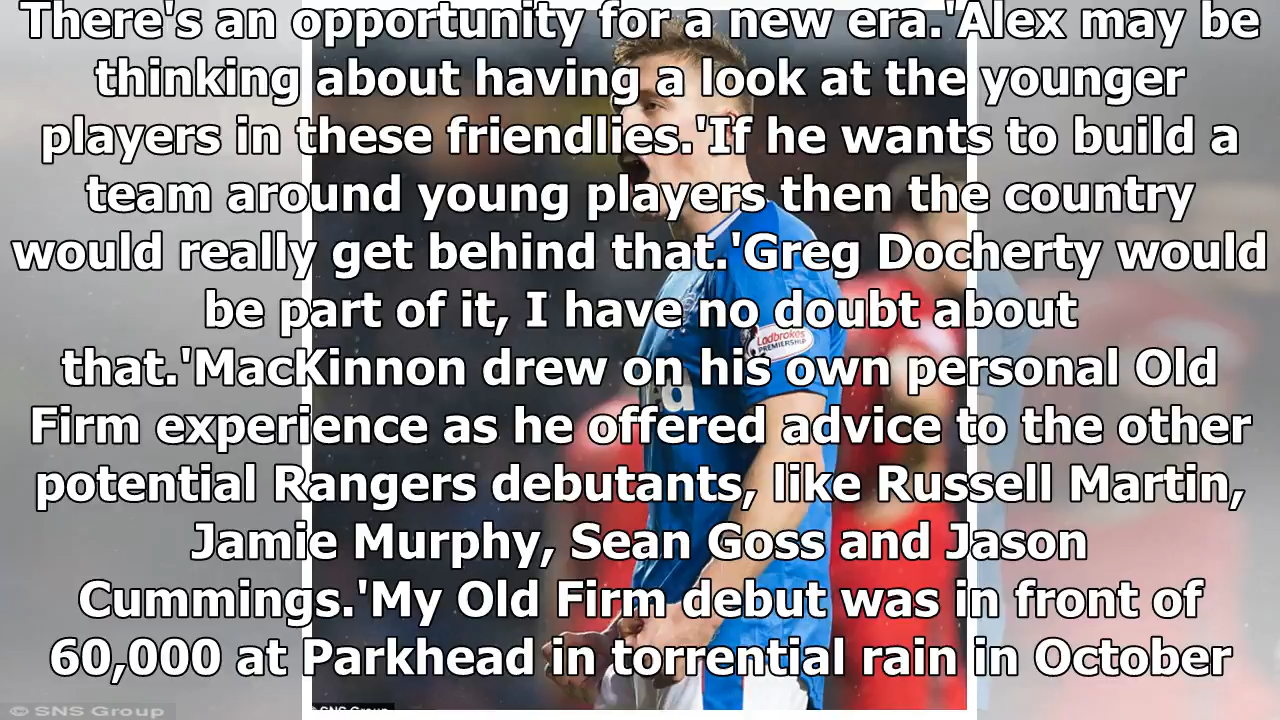 There's an opportunity for a new era.'Alex may be
thinking about having a look at the younger
players in these friendlies.'If he wants to build a
team around young players then the country
would really get behind that.'Greg Docherty would
be part of it, I have no doubt about
that.'MacKinnon drew on his own personal Old
Firm experience as he offered advice to the other
potential Rangers debutants, like Russell Martin,
Jamie Murphy, Sean Goss and Jason
Cummings.'My Old Firm debut was in front of
60,000 at Parkhead in torrential rain in October
Ladbrokes
PREMIERSHIP
© SNS Group
© SNS Group